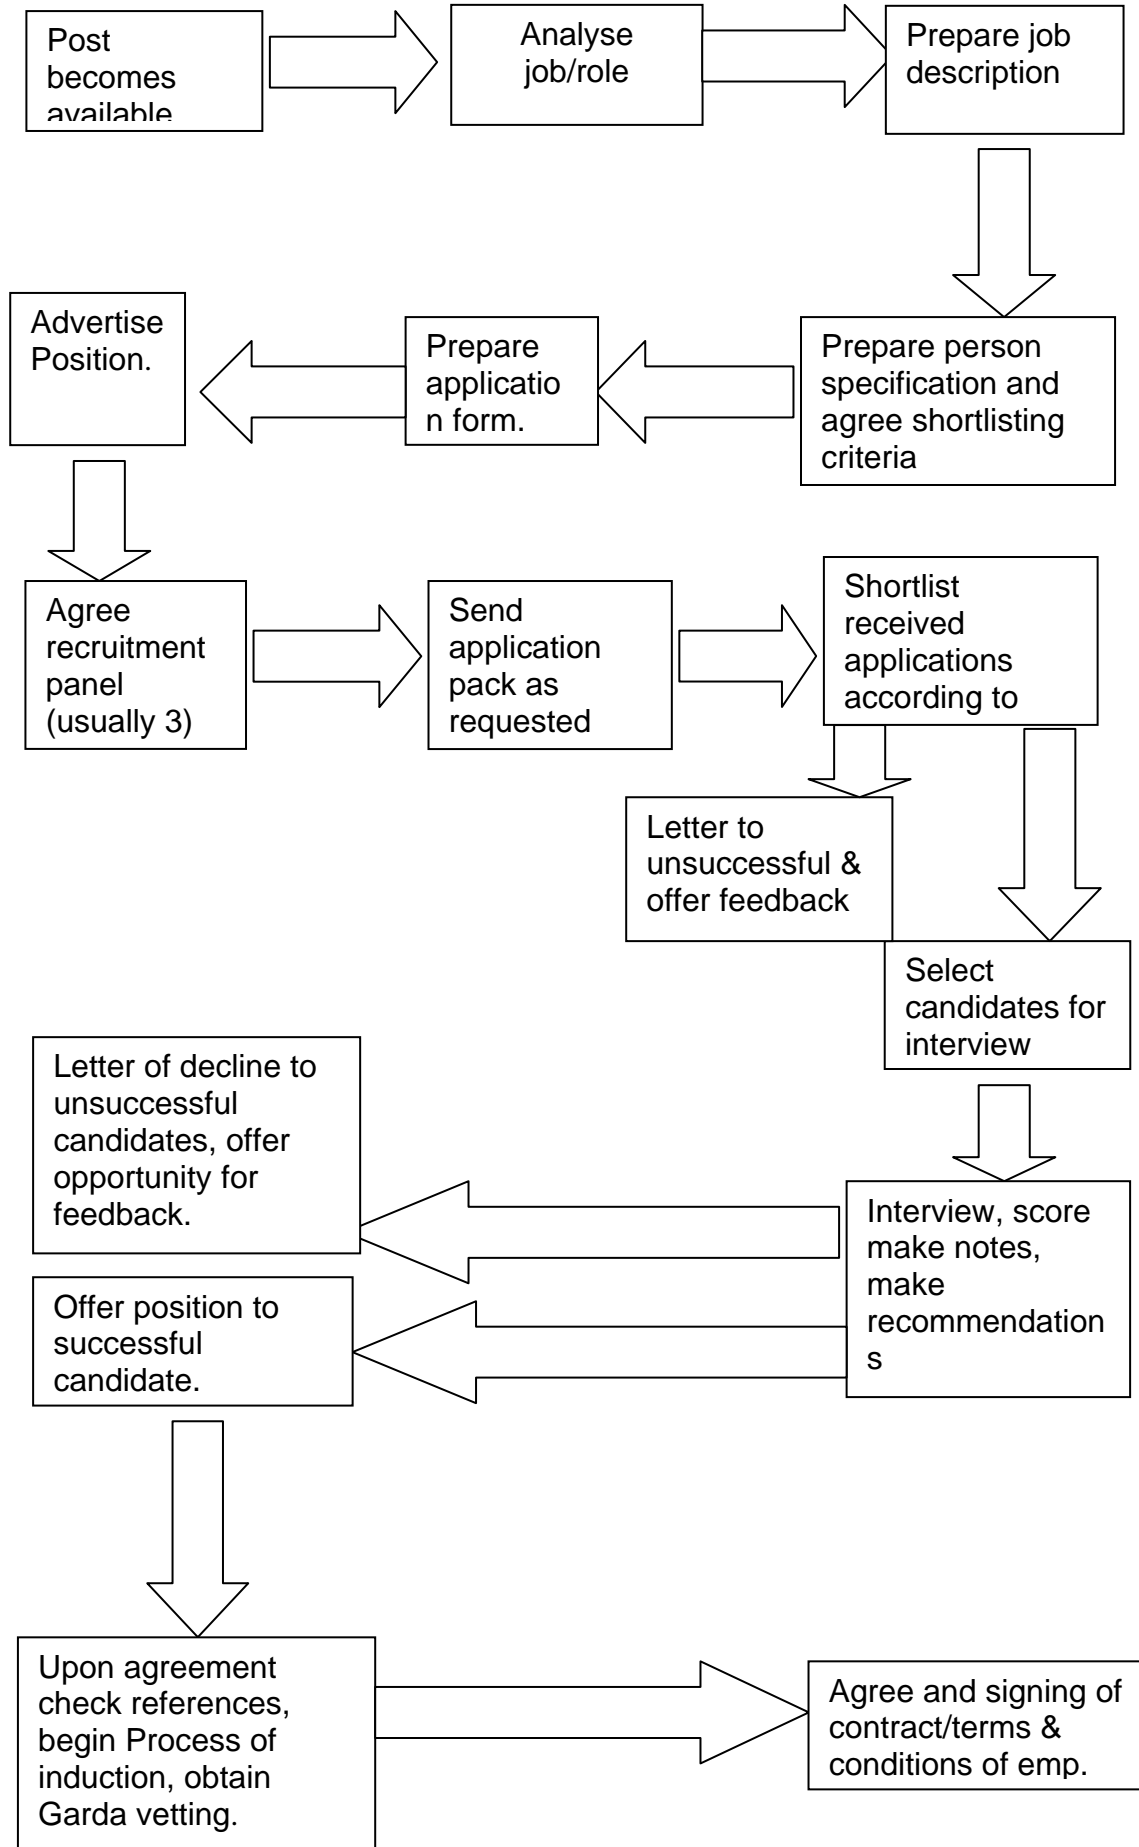 Post
becomes
available
Analyse
job/role
Prepare job
description
Advertise
Position.
Prepare
applicatio
n form.
Prepare person
specification and
agree shortlisting
criteria
Agree
recruitment
panel
(usually 3)
Send
application
pack as
requested
Shortlist
received
applications
according to
Letter to
unsuccessful &
offer feedback
Select
candidates for
interview
Letter of decline to
unsuccessful
candidates, offer
opportunity for
feedback.
Interview, score
make notes,
make
recommendation
s
Offer position to
successful
candidate.
Upon agreement
check references,
begin Process of
induction, obtain
Garda vetting.
Agree and signing of
contract/terms &
conditions of emp.